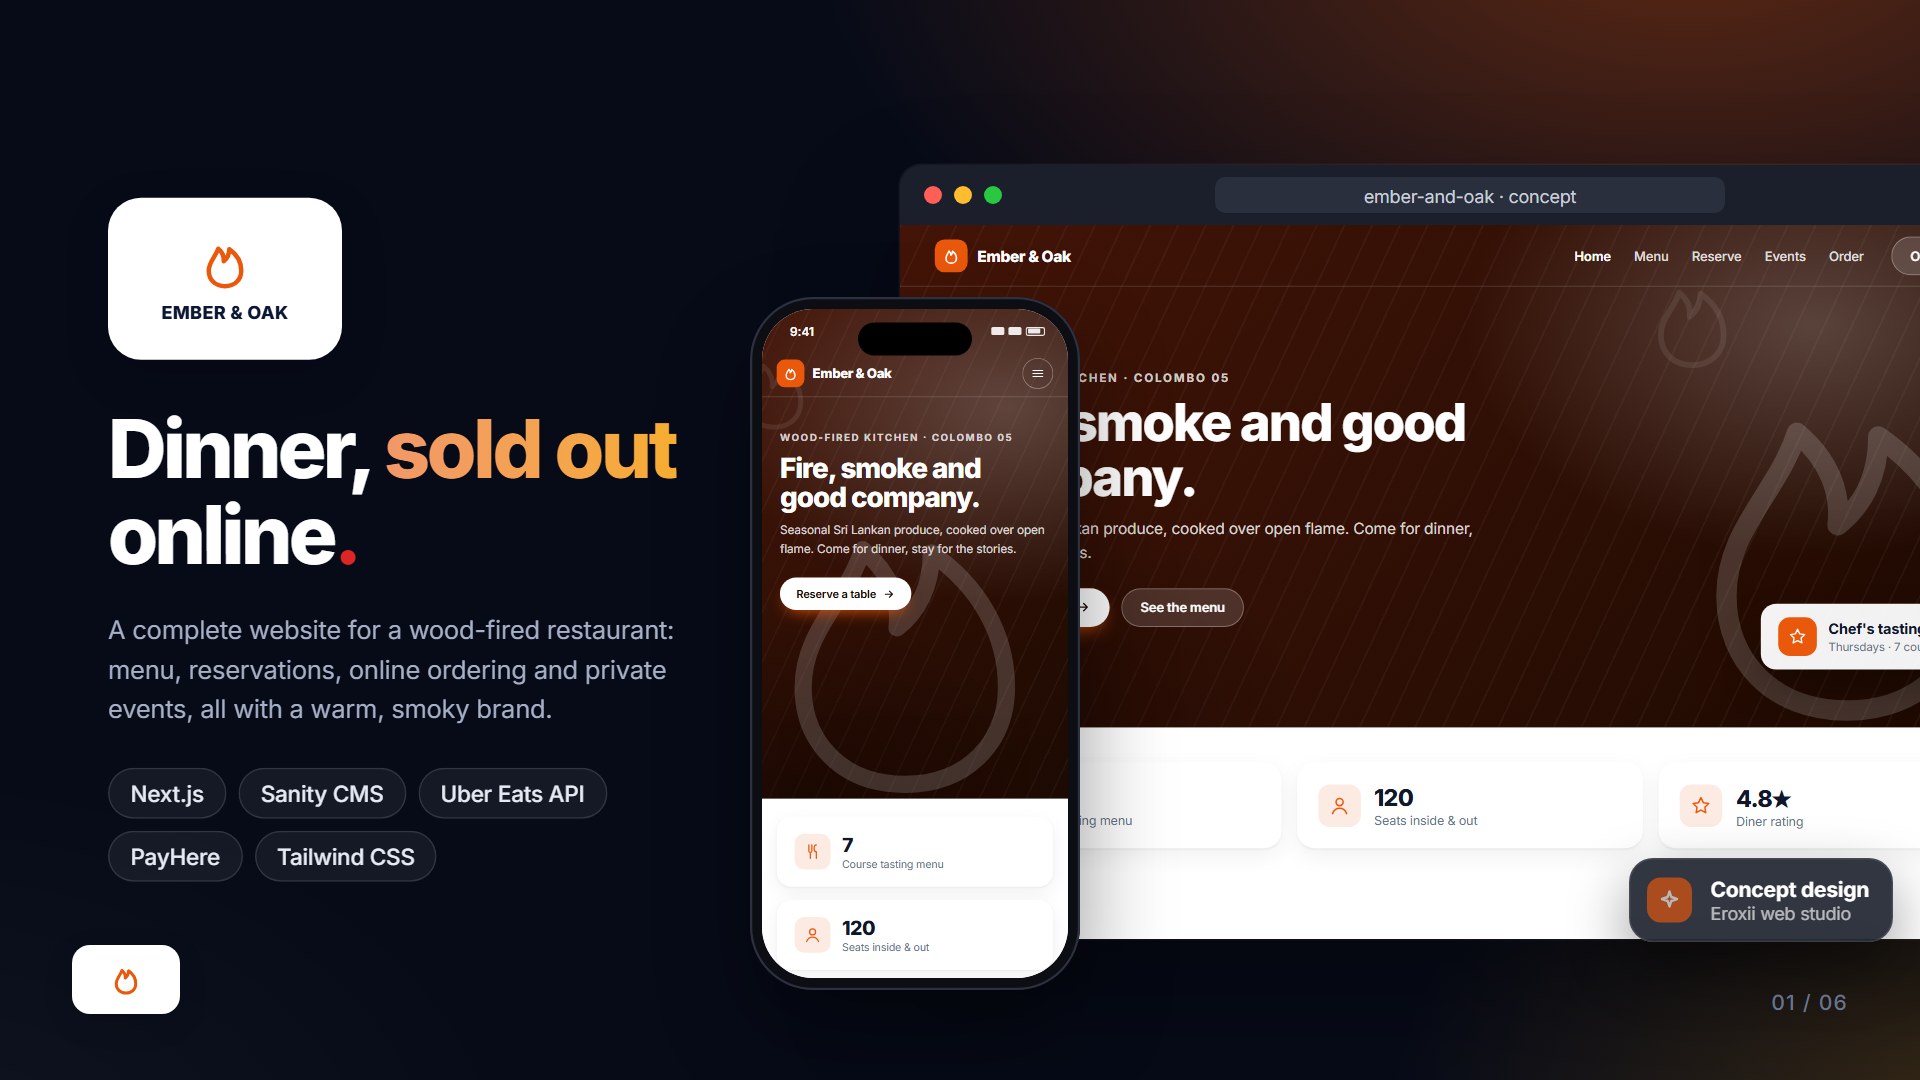 EMBER & OAK
Dinner, sold out
online.
A complete website for a wood-fired restaurant:
menu, reservations, online ordering and private
events, all with a warm, smoky brand.
Next.js
Sanity CMS
Uber Eats API
PayHere
Tailwind CSS
9:41
Ember & Oak
WOOD-FIRED KITCHEN · COLOMBO 05
Fire, smoke and
good company.
Seasonal Sri Lankan produce, cooked over open
flame. Come for dinner, stay for the stories.
Reserve a table →
7
Course tasting menu
120
Seats inside & out
ember-and-oak · concept
Ember & Oak
Home
Menu
Reserve
Events
Order
CHEN · COLOMBO 05
smoke and good
pany.
an produce, cooked over open flame. Come for dinner,
s.
→
See the menu
Chef's tasting
Thursdays · 7 cou
ing menu
120
Seats inside & out
4.8★
Diner rating
Concept design
Eroxii web studio
01 / 06